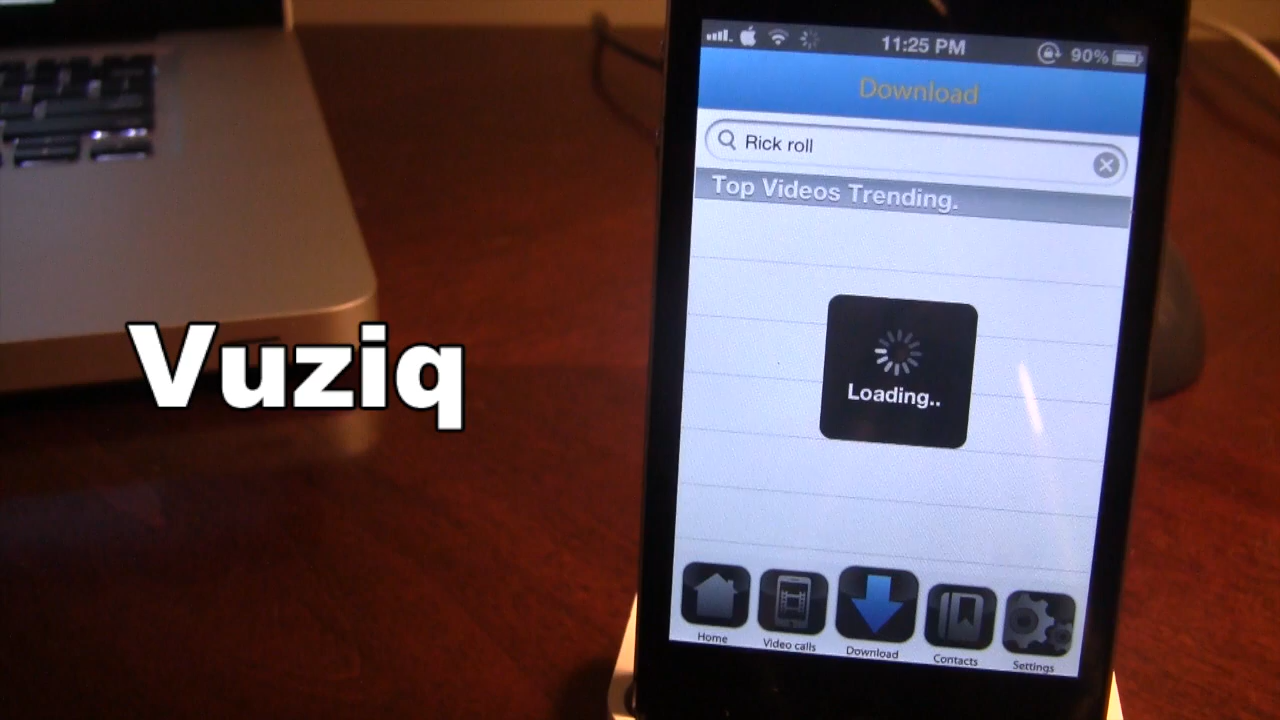 11:25 PM
90%
Download
Rick roll
Top Videos Trending.
Vuziq
Loading..
Home
Video calls
Download
Contacts
Settings